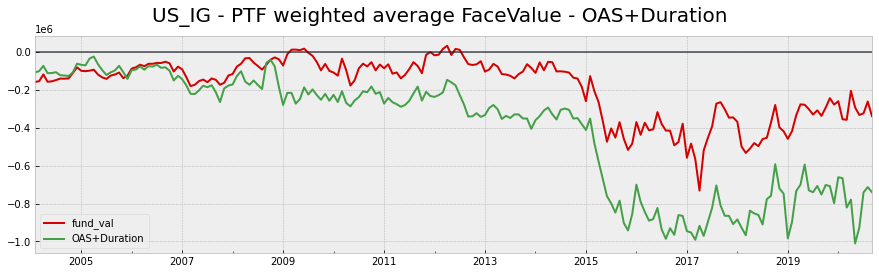 US_IG - PTF weighted average FaceValue - OAS+Duration
1e6
0.0
−0.2
−0.4
−0.6
−0.8
−1.0
fund_val
OAS+Duration
2005 2007 2009 2011 2013 2015 2017 2019